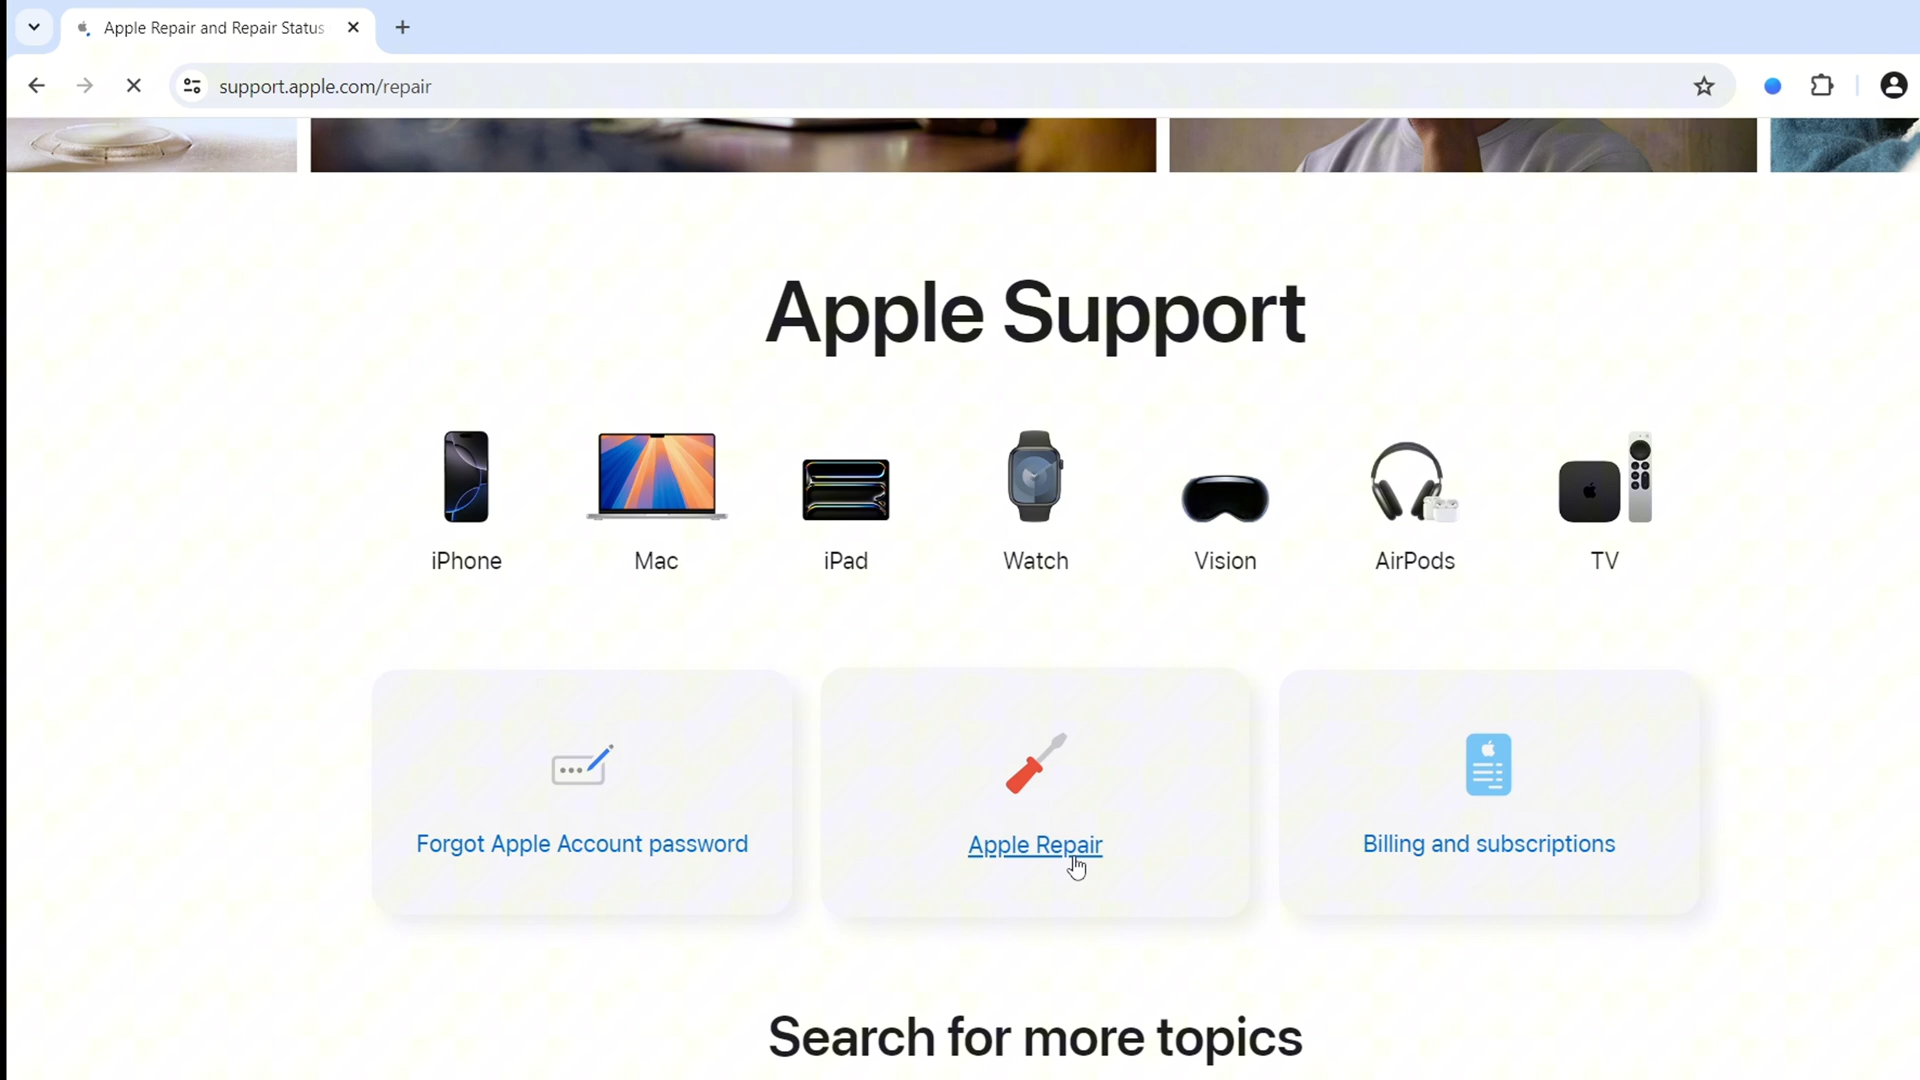 Apple Repair and Repair Status
support.apple.com/repair
Apple Support
iPhone
Mac
iPad
Watch
Vision
AirPods
TV
Forgot Apple Account password
Apple Repair
Billing and subscriptions
Search for more topics